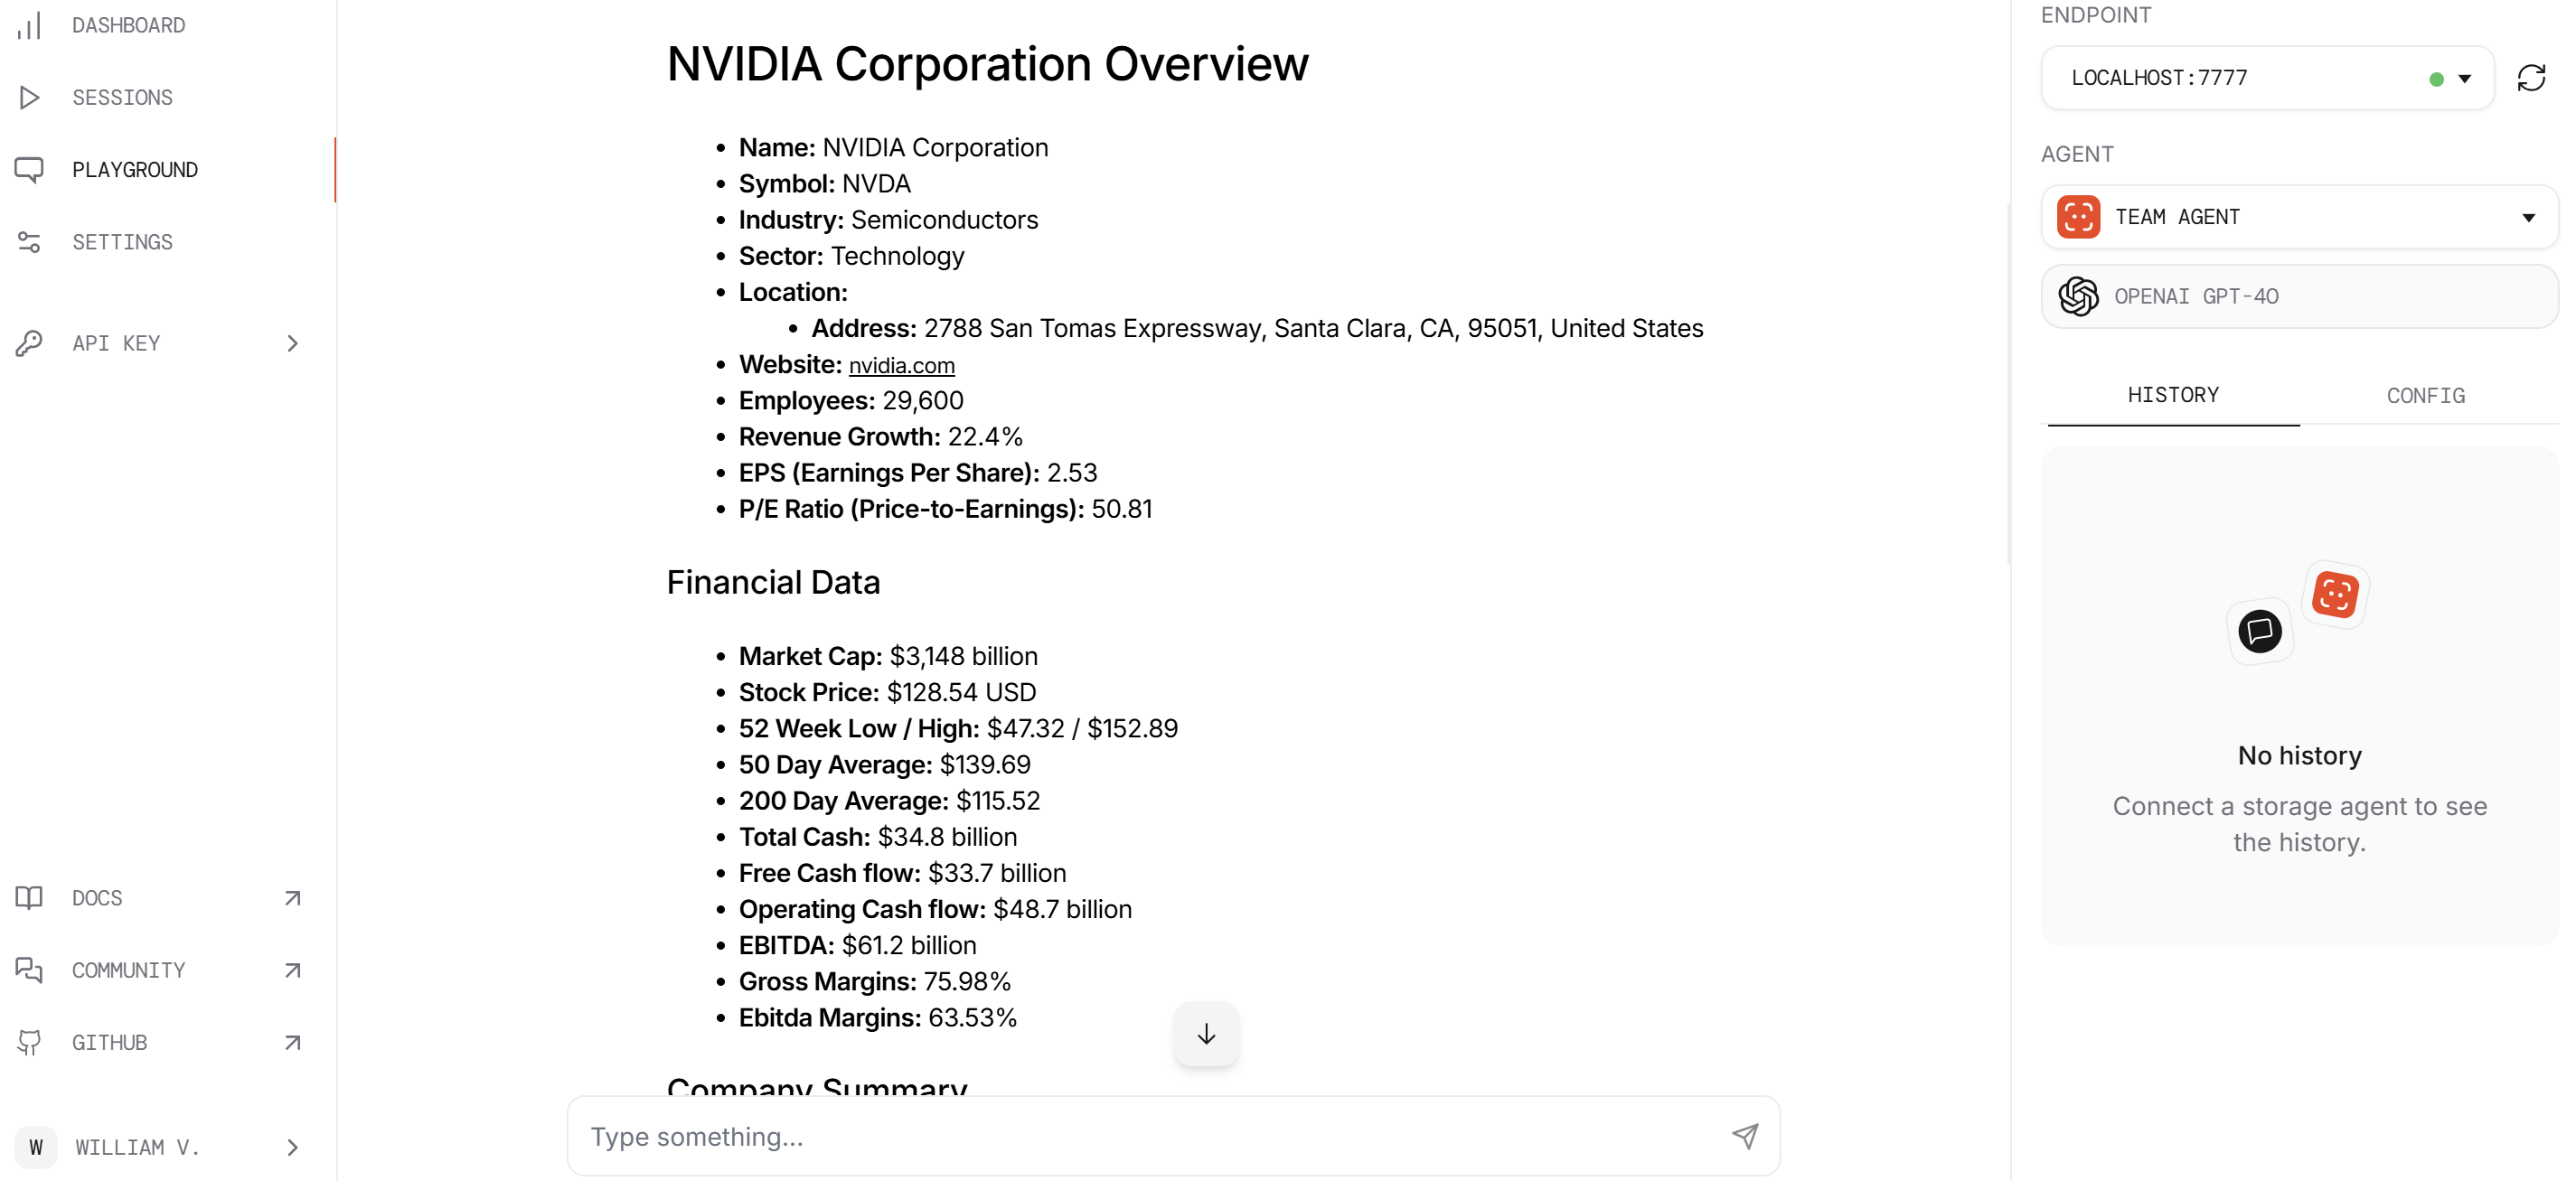 DASHBOARD
SESSIONS
PLAYGROUND
SETTINGS
API KEY
DOCS
COMMUNITY
GITHUB
W
WILLIAM V.
NVIDIA Corporation Overview
• Name: NVIDIA Corporation
• Symbol: NVDA
• Industry: Semiconductors
• Sector: Technology
• Location:
• Address: 2788 San Tomas Expressway, Santa Clara, CA, 95051, United States
• Website: nvidia.com
• Employees: 29,600
• Revenue Growth: 22.4%
• EPS (Earnings Per Share): 2.53
• P/E Ratio (Price-to-Earnings): 50.81
Financial Data
• Market Cap: $3,148 billion
• Stock Price: $128.54 USD
• 52 Week Low / High: $47.32 / $152.89
• 50 Day Average: $139.69
• 200 Day Average: $115.52
• Total Cash: $34.8 billion
• Free Cash flow: $33.7 billion
• Operating Cash flow: $48.7 billion
• EBITDA: $61.2 billion
• Gross Margins: 75.98%
• Ebitda Margins: 63.53%
Company Summary
Type something...
ENDPOINT
LOCALHOST:7777
AGENT
TEAM AGENT
OPENAI GPT-4O
HISTORY
CONFIG
No history
Connect a storage agent to see
the history.